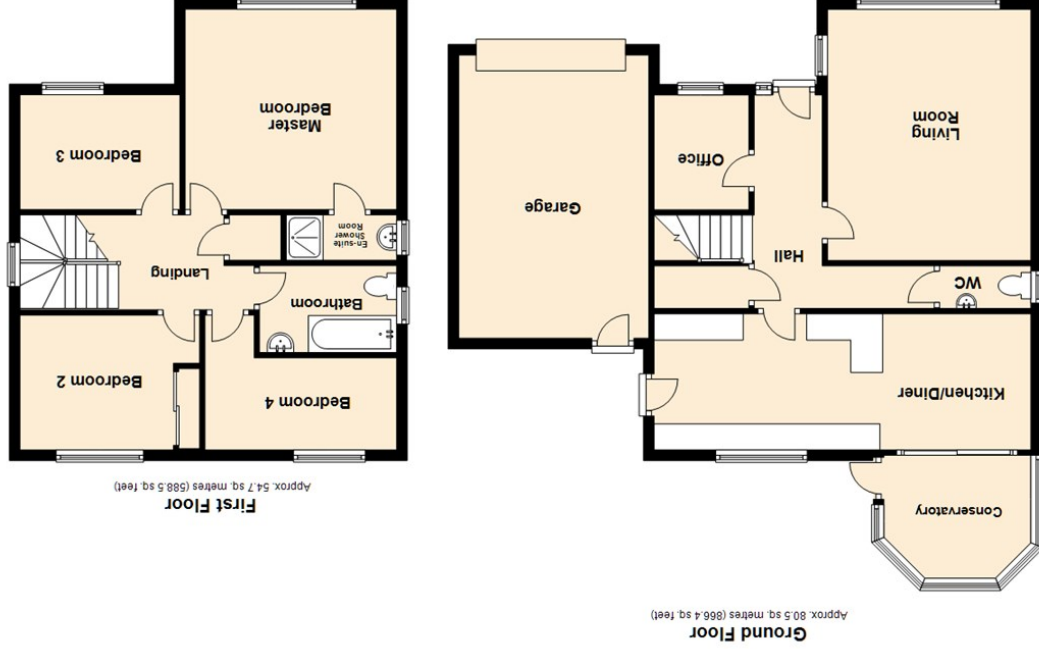 Ground Floor
Approx. 80.5 sq. metres (866.4 sq. feet)
Conservatory
Kitchen/Diner
WC
Hall
Living
Room
Office
Garage
First Floor
Approx. 54.7 sq. metres (588.5 sq. feet)
Bedroom 4
Bedroom 2
Bathroom
Landing
En-suite
Shower
Room
Master
Bedroom
Bedroom 3